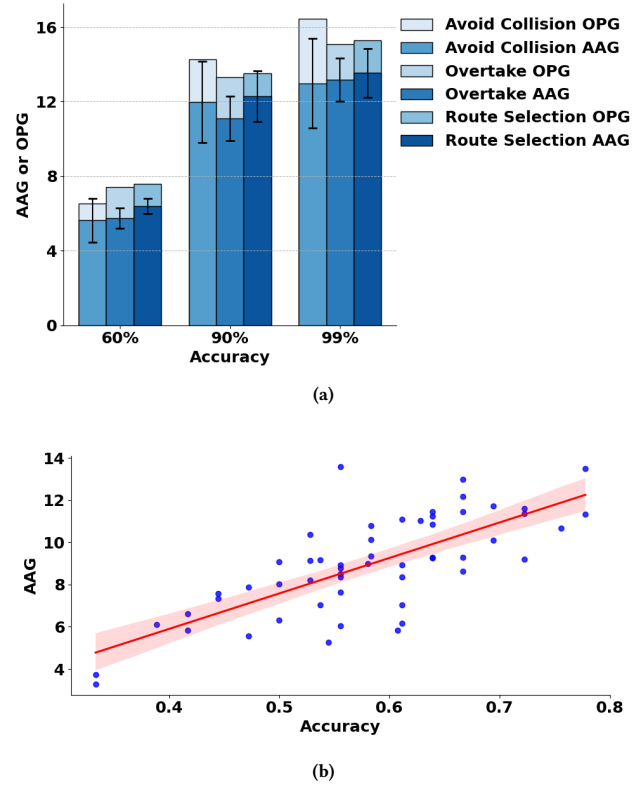 16
12
8
4
0
AAG or OPG
60%
90%
99%
Accuracy
Avoid Collision OPG
Avoid Collision AAG
Overtake OPG
Overtake AAG
Route Selection OPG
Route Selection AAG
(a)
14
12
10
8
6
4
AAG
0.4
0.5
0.6
0.7
0.8
Accuracy
(b)